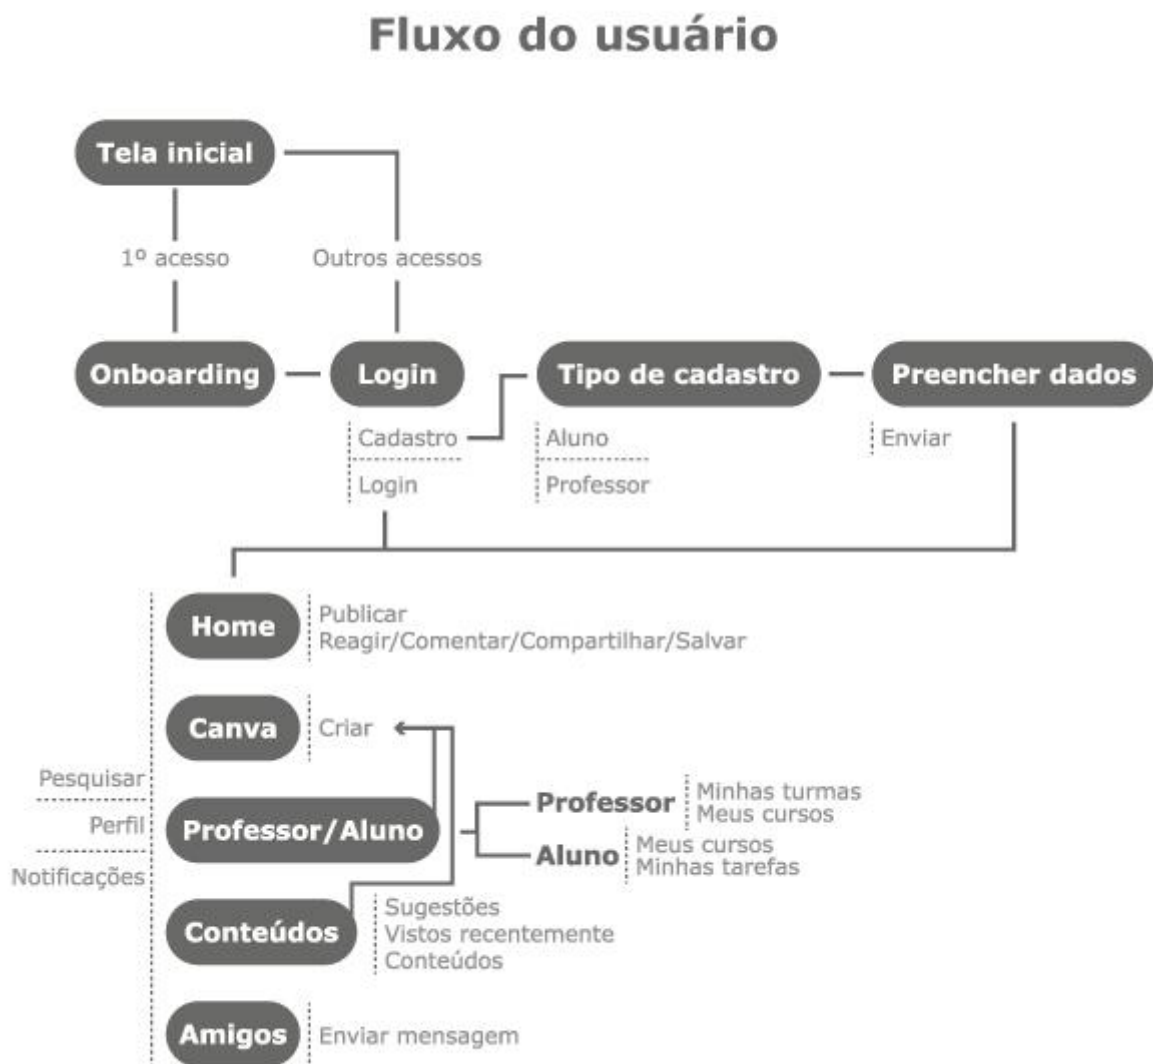 Fluxo do usuário
Tela inicial
1º acesso
Outros acessos
Onboarding
Login
Tipo de cadastro
Preencher dados
Cadastro
Login
Aluno
Professor
Enviar
Home
Publicar
Reagir/Comentar/Compartilhar/Salvar
Canva
Criar
Pesquisar
Perfil
Notificações
Professor/Aluno
Professor
Minhas turmas
Meus cursos
Aluno
Meus cursos
Minhas tarefas
Conteúdos
Sugestões
Vistos recentemente
Conteúdos
Amigos
Enviar mensagem